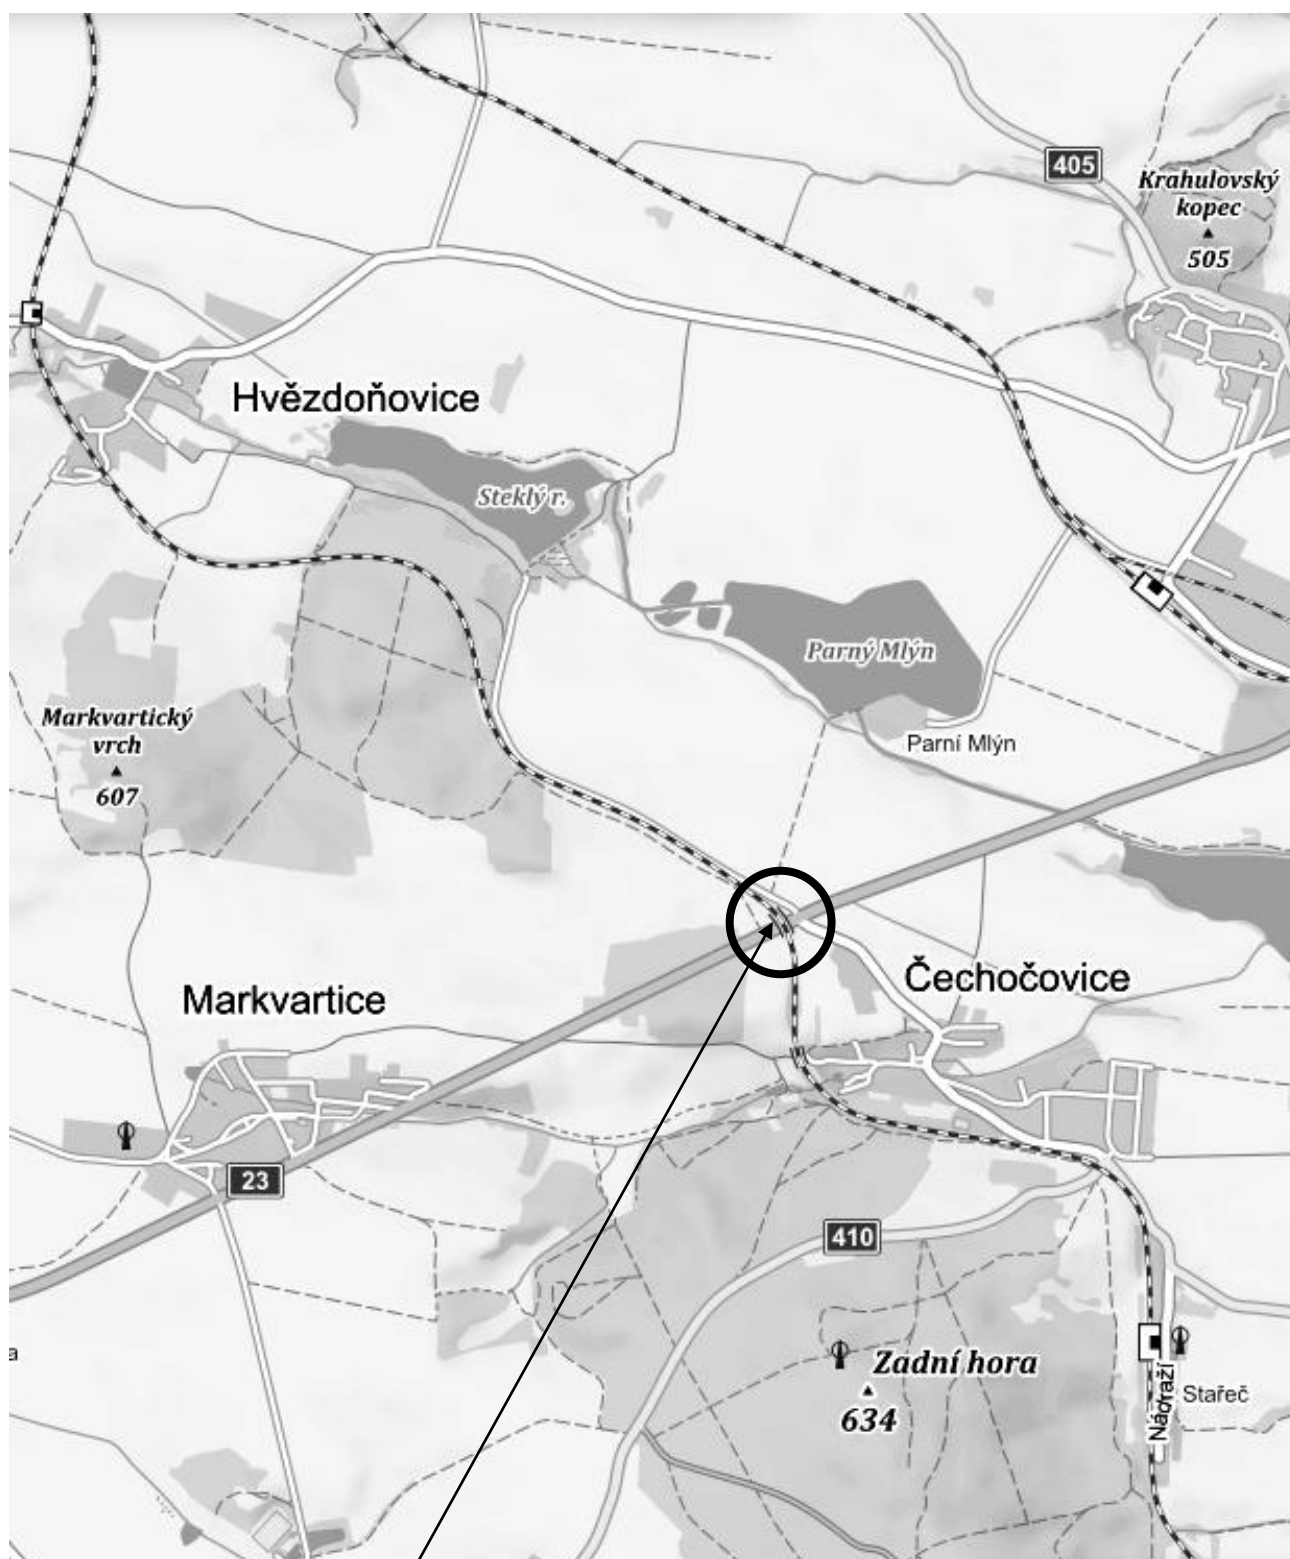 405
Krahulovský
kopec
505
Hvězdoňovice
Steklý r.
Parný Mlýn
Markvartický
vrch
607
Parní Mlýn
Čechočovice
Markvartice
23
410
a
Zadní hora
634
Nádraží
Stařeč